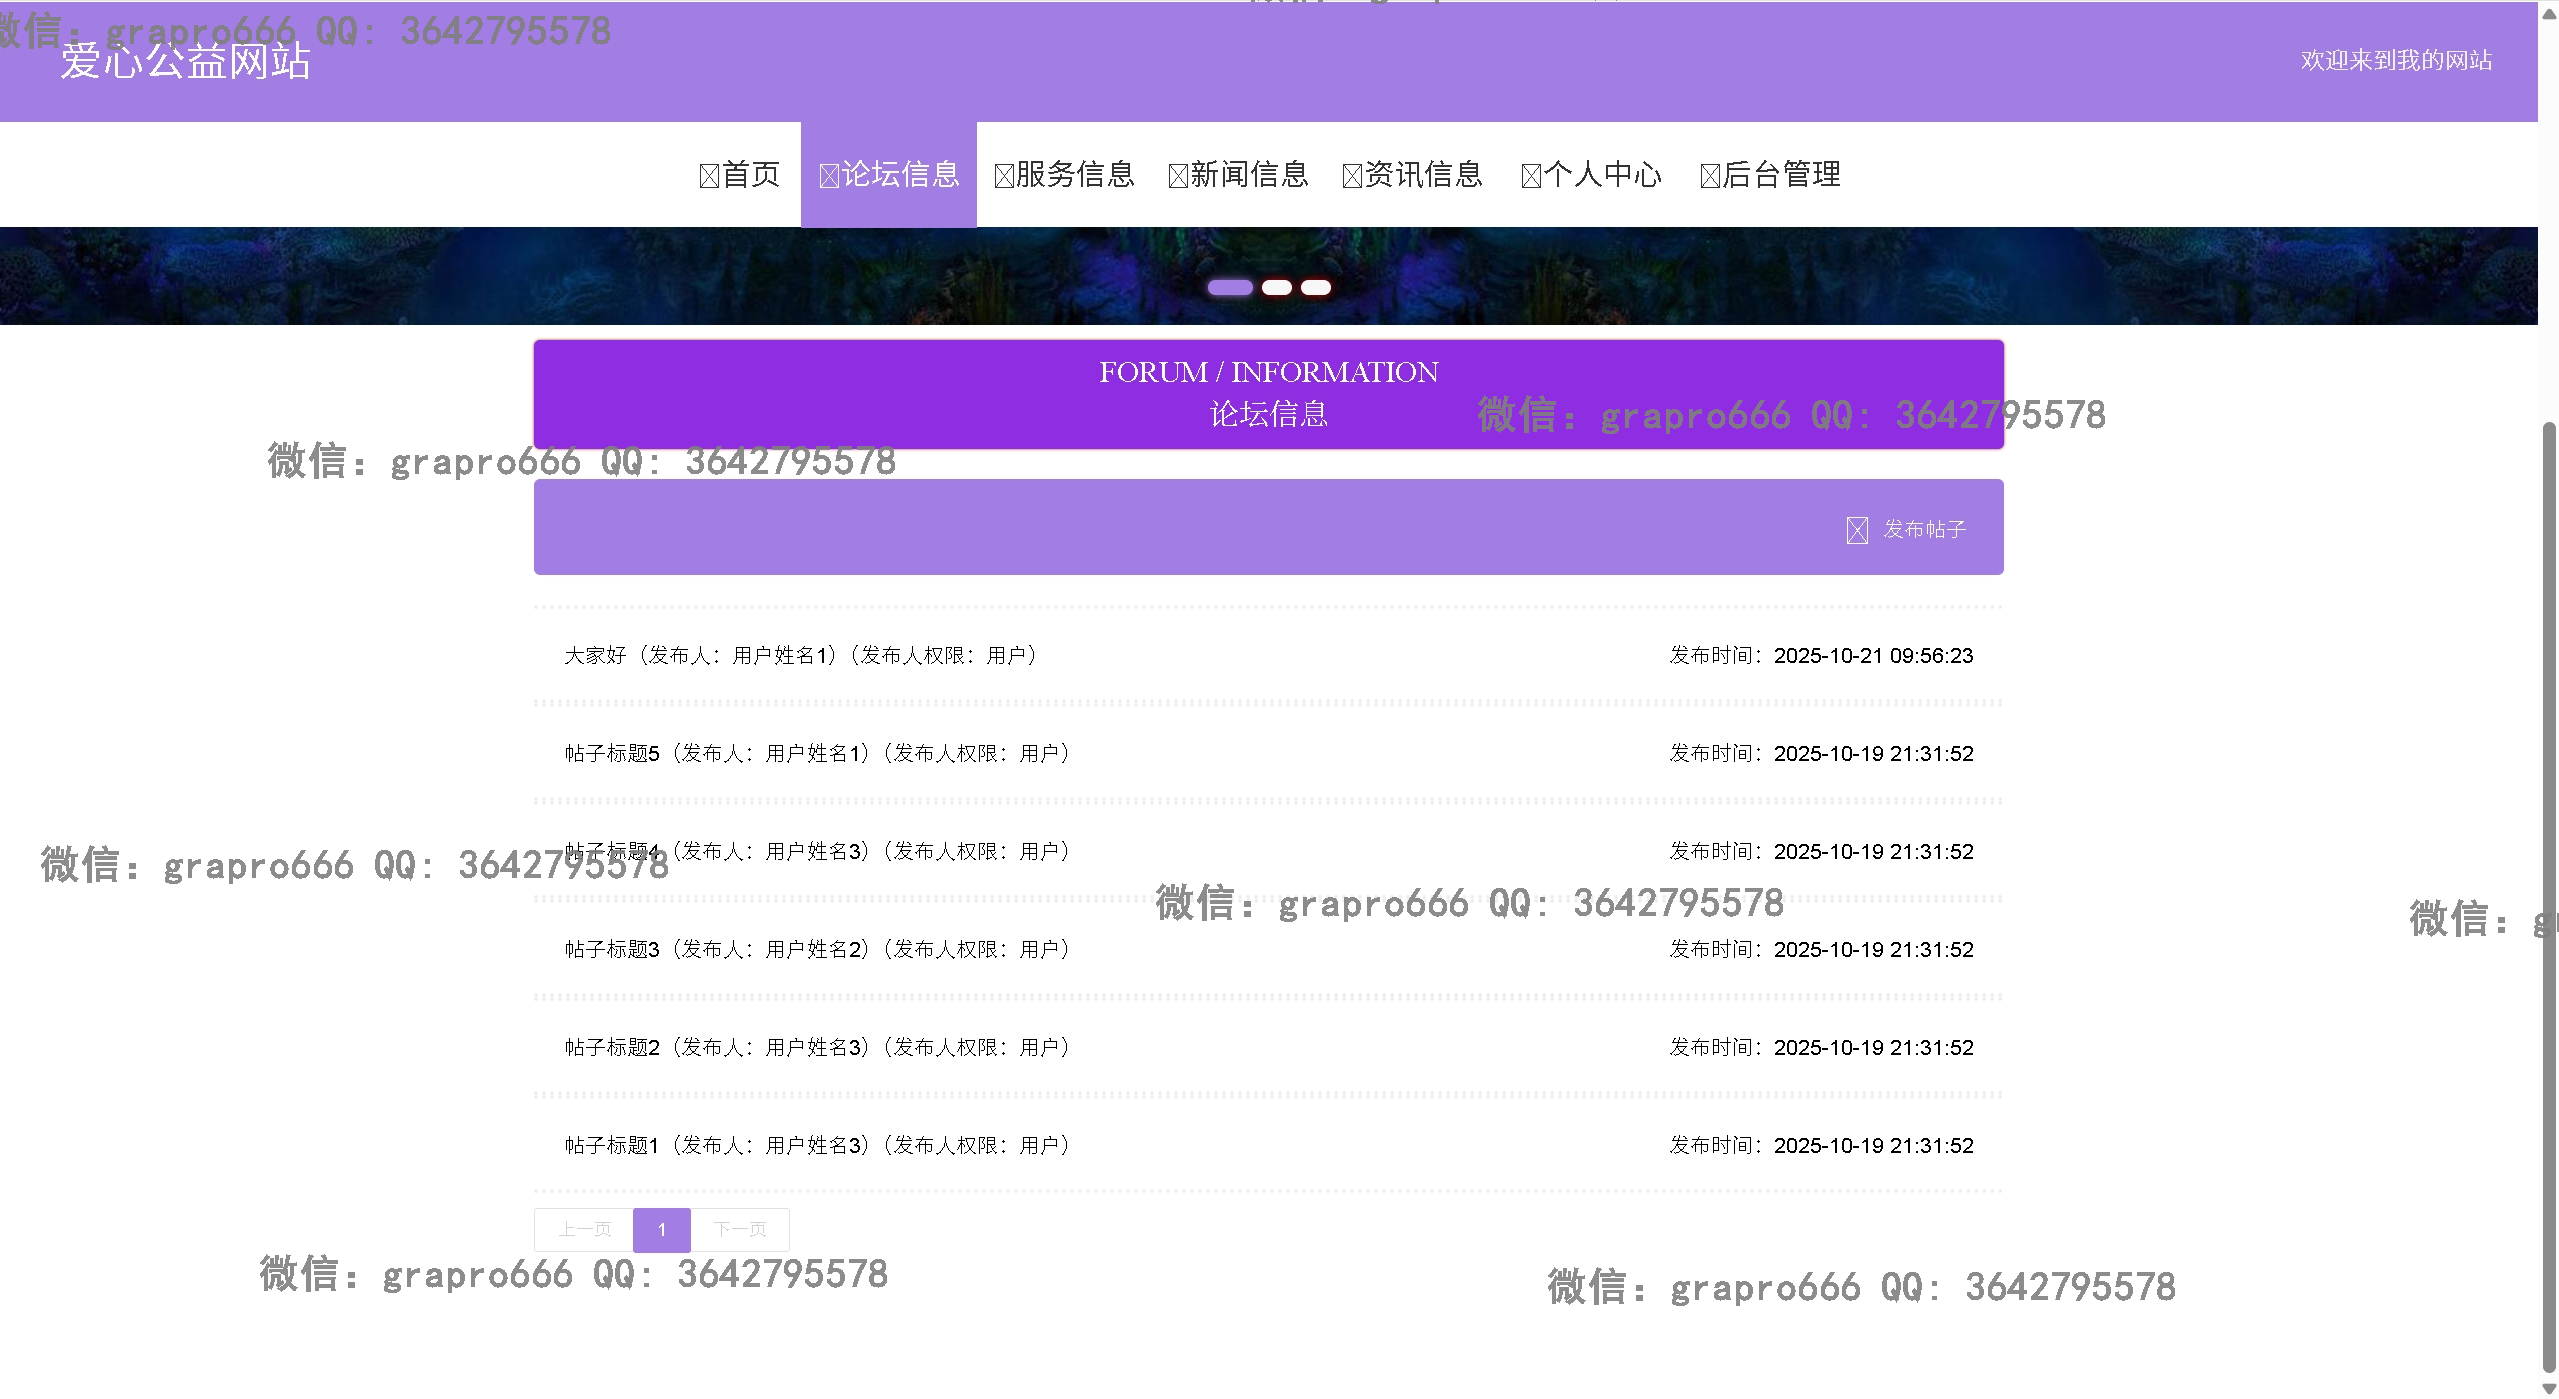 微信：grapro666 QQ: 3642795578
爱心公益网站
欢迎来到我的网站
首页 论坛信息 服务信息 新闻信息 资讯信息 个人中心 后台管理
FORUM / INFORMATION
论坛信息
微信：grapro666 QQ: 3642795578
微信：grapro666 QQ: 3642795578
发布帖子
大家好（发布人：用户姓名1）（发布人权限：用户） 发布时间：2025-10-21 09:56:23
帖子标题5（发布人：用户姓名1）（发布人权限：用户） 发布时间：2025-10-19 21:31:52
帖子标题4（发布人：用户姓名3）（发布人权限：用户） 发布时间：2025-10-19 21:31:52
微信：grapro666 QQ: 3642795578
微信：grapro666 QQ: 3642795578
微信：g
帖子标题3（发布人：用户姓名2）（发布人权限：用户） 发布时间：2025-10-19 21:31:52
帖子标题2（发布人：用户姓名3）（发布人权限：用户） 发布时间：2025-10-19 21:31:52
帖子标题1（发布人：用户姓名3）（发布人权限：用户） 发布时间：2025-10-19 21:31:52
上一页 1 下一页
微信：grapro666 QQ: 3642795578
微信：grapro666 QQ: 3642795578